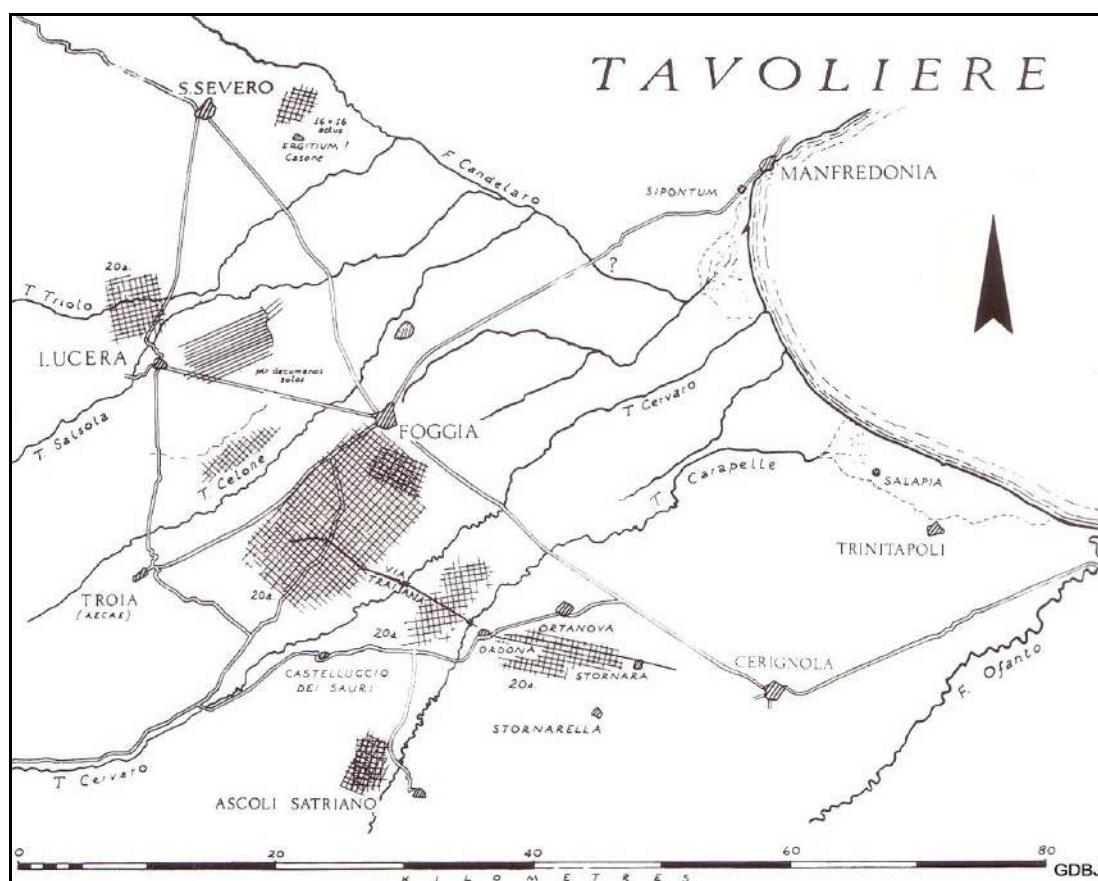 TAVOLIERE
S.SEVERO
16 × 16
actus
ERGITIUM ?
Casone
F. Candelaro
MANFREDONIA
SIPONTUM
?
20a.
T. Triolo
LUCERA
per decumanos
solos
T. Salsola
T. Celone
FOGGIA
T. Cervaro
T. Carapelle
SALAPIA
TRINITAPOLI
TROIA
(AECAE)
20a.
VIA
TRAIANA
20a.
ORTANOVA
ORDONA
STORNARA
20a.
CASTELLUCCIO
DEI SAURI
CERIGNOLA
F. Ofanto
STORNARELLA
T. Cervaro
ASCOLI SATRIANO
0 20 40 60 80
KILOMETRES
GDBJ